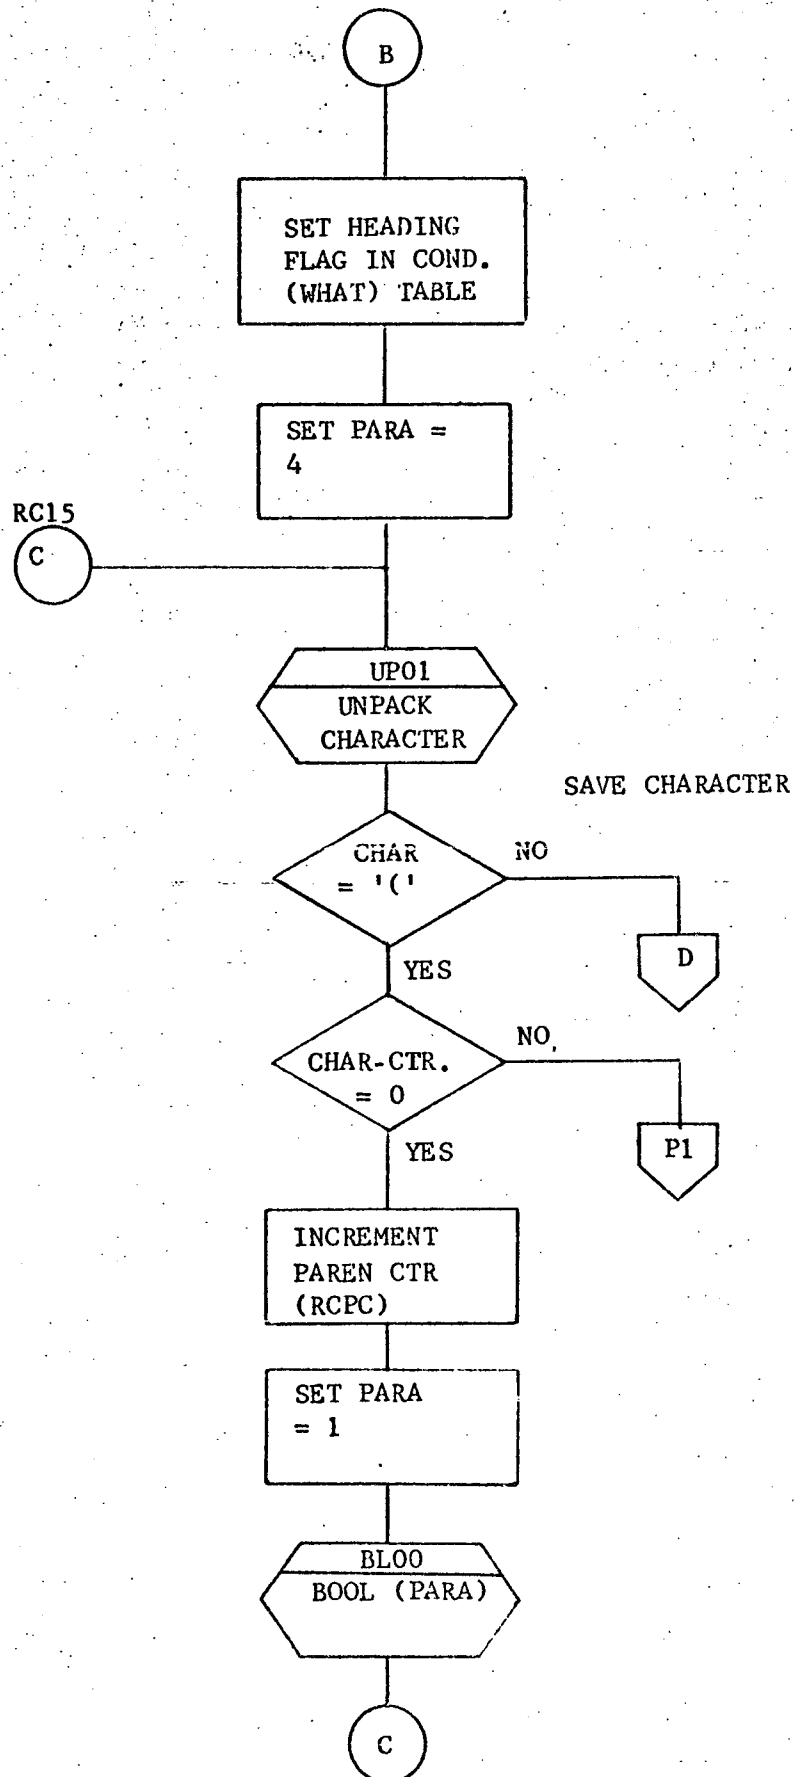 B
SET HEADING
FLAG IN COND.
(WHAT) TABLE
SET PARA =
4
RC15
C
UP01
UNPACK
CHARACTER
SAVE CHARACTER
CHAR
= '('
NO
D
YES
CHAR-CTR.
= 0
NO
P1
YES
INCREMENT
PAREN CTR
(RCPC)
SET PARA
= 1
BL00
BOOL (PARA)
C